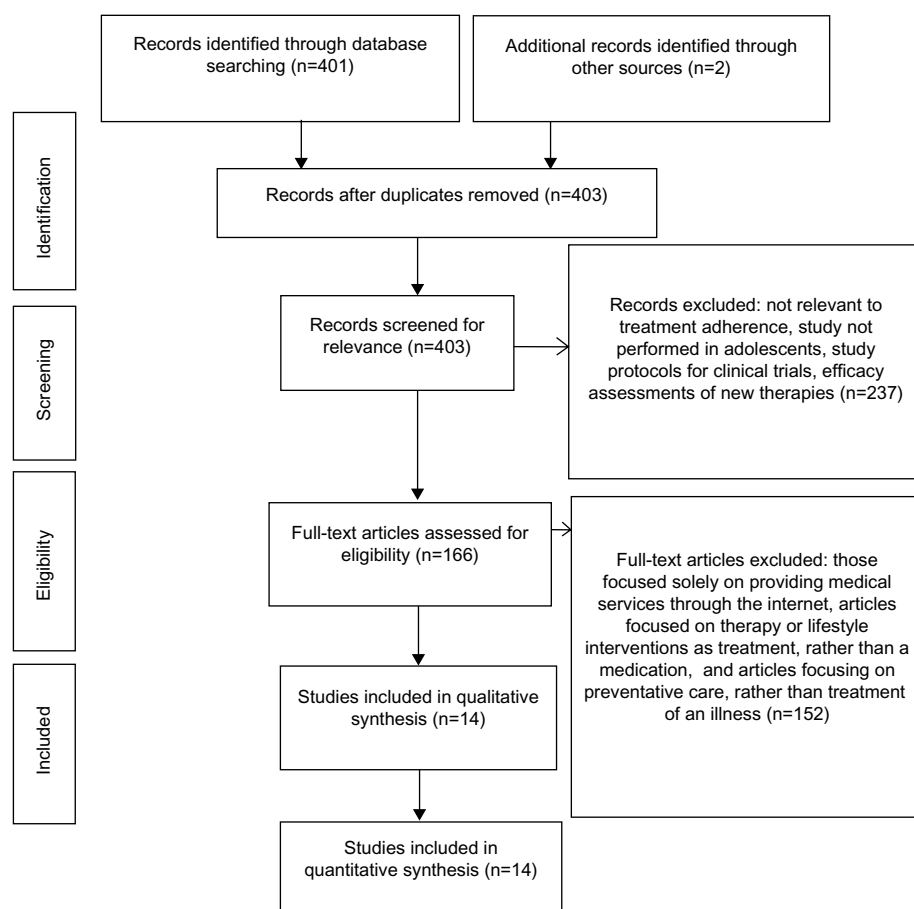 Records identified through database
searching (n=401)
Additional records identified through
other sources (n=2)
Identification
Records after duplicates removed (n=403)
Screening
Records screened for
relevance (n=403)
Records excluded: not relevant to
treatment adherence, study not
performed in adolescents, study
protocols for clinical trials, efficacy
assessments of new therapies (n=237)
Eligibility
Full-text articles assessed for
eligibility (n=166)
Full-text articles excluded: those
focused solely on providing medical
services through the internet, articles
focused on therapy or lifestyle
interventions as treatment, rather than a
medication, and articles focusing on
preventative care, rather than treatment
of an illness (n=152)
Included
Studies included in qualitative
synthesis (n=14)
Studies included in
quantitative synthesis (n=14)